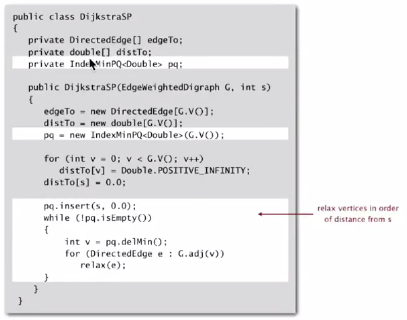 public class DijkstraSP
{
private DirectedEdge[] edgeTo;
private double[] distTo;
private IndexMinPQ<Double> pq;
public DijkstraSP(EdgeWeightedDigraph G, int s)
{
edgeTo = new DirectedEdge[G.V()];
distTo = new double[G.V()];
pq = new IndexMinPQ<Double>(G.V());
for (int v = 0; v < G.V(); v++)
distTo[v] = Double.POSITIVE_INFINITY;
distTo[s] = 0.0;
pq.insert(s, 0.0);
while (!pq.isEmpty())
{
int v = pq.delMin();
for (DirectedEdge e : G.adj(v))
relax(e);
}
}
}
relax vertices in order
of distance from s